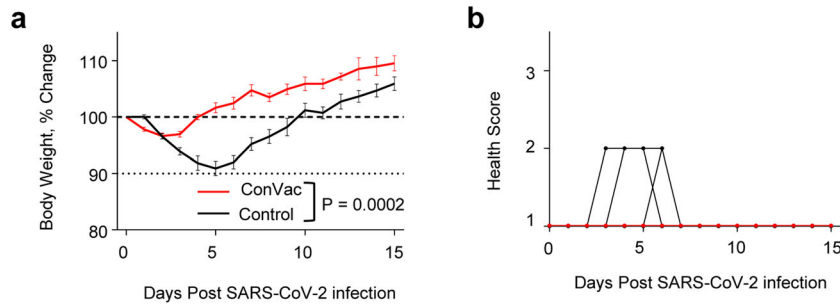 a
Body Weight, % Change
110
100
90
80
ConVac
Control
P = 0.0002
0 5 10 15
Days Post SARS-CoV-2 infection
b
Health Score
3
2
1
0 5 10 15
Days Post SARS-CoV-2 infection